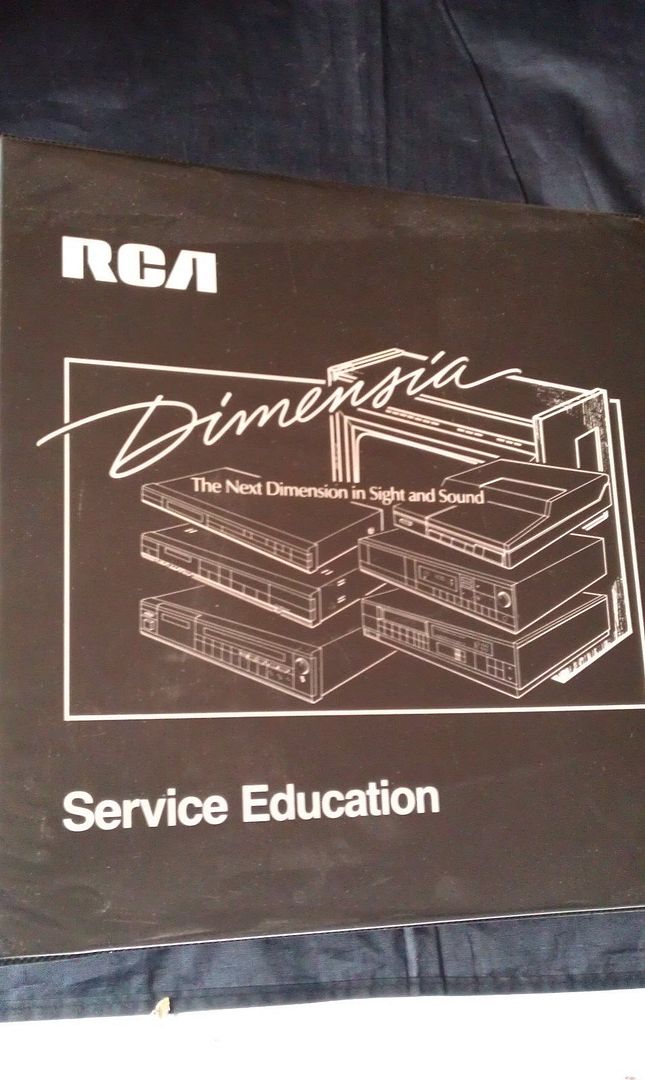 RCA
Dimensia
The Next Dimension in Sight and Sound
Service Education